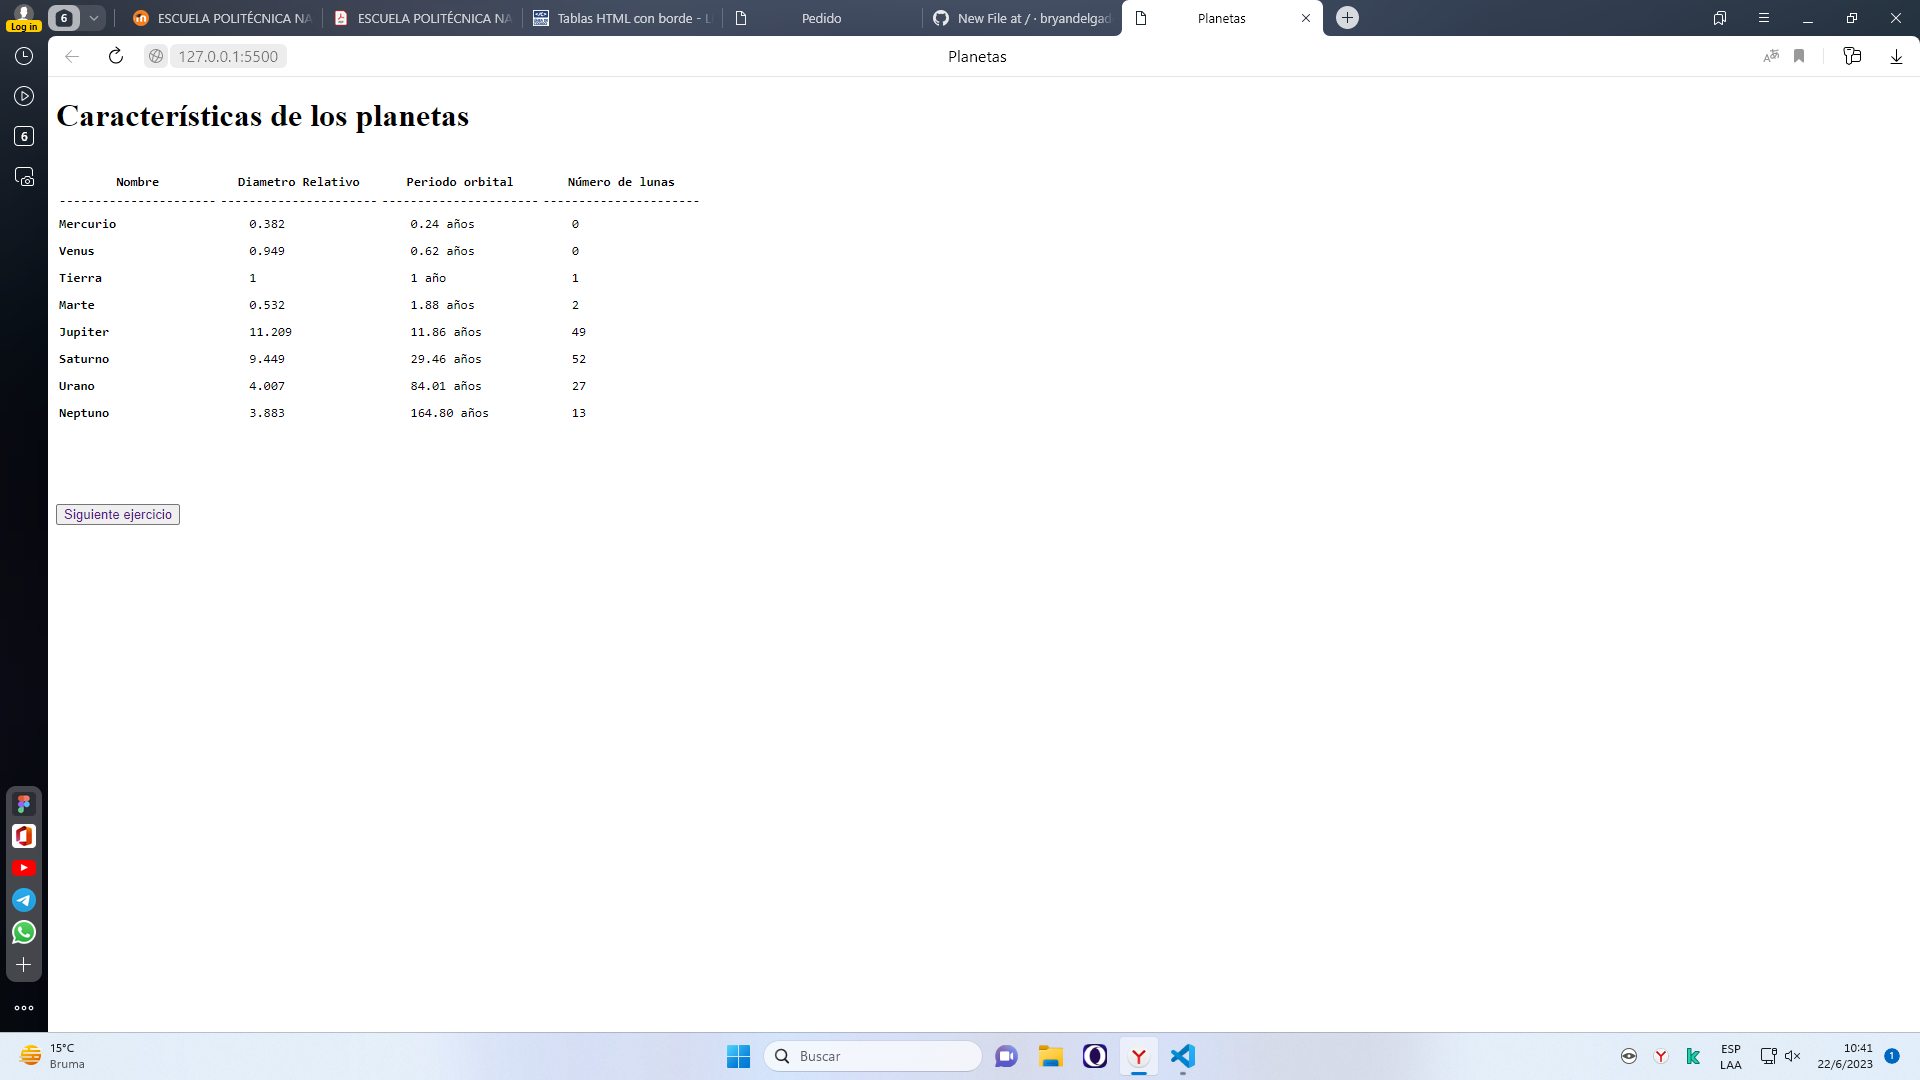 Log in
6
ESCUELA POLITÉCNICA NA
ESCUELA POLITÉCNICA NA
Tablas HTML con borde - L
Pedido
New File at / · bryandelgad
Planetas
127.0.0.1:5500
Planetas
6
Características de los planetas
Nombre Diametro Relativo Periodo orbital Número de lunas
---------------------- ---------------------- ---------------------- ----------------------
Mercurio 0.382 0.24 años 0
Venus 0.949 0.62 años 0
Tierra 1 1 año 1
Marte 0.532 1.88 años 2
Jupiter 11.209 11.86 años 49
Saturno 9.449 29.46 años 52
Urano 4.007 84.01 años 27
Neptuno 3.883 164.80 años 13
Siguiente ejercicio
15°C
Bruma
Buscar
ESP
LAA
10:41
22/6/2023
1